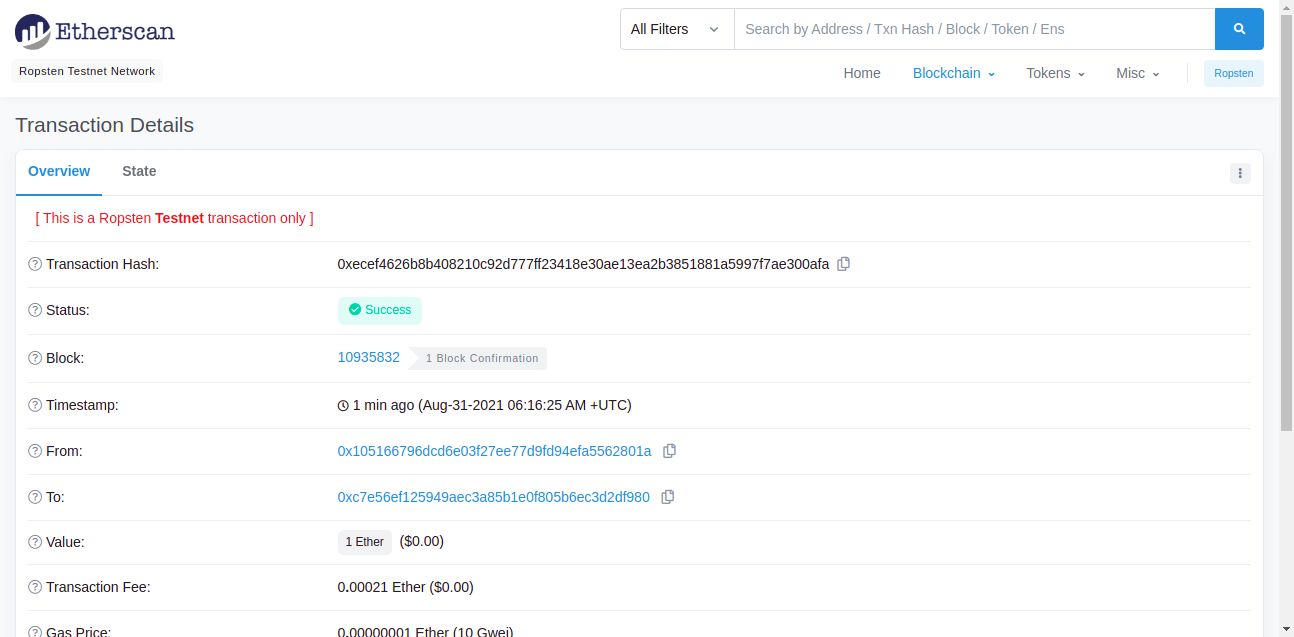 Etherscan
All Filters
Search by Address / Txn Hash / Block / Token / Ens
Ropsten Testnet Network
Home Blockchain Tokens Misc Ropsten
Transaction Details
Overview State
[ This is a Ropsten Testnet transaction only ]
Transaction Hash: 0xecef4626b8b408210c92d777ff23418e30ae13ea2b3851881a5997f7ae300afa
Status: Success
Block: 10935832 1 Block Confirmation
Timestamp: 1 min ago (Aug-31-2021 06:16:25 AM +UTC)
From: 0x105166796dcd6e03f27ee77d9fd94efa5562801a
To: 0xc7e56ef125949aec3a85b1e0f805b6ec3d2df980
Value: 1 Ether ($0.00)
Transaction Fee: 0.00021 Ether ($0.00)
Gas Price: 0.00000001 Ether (10 Gwei)